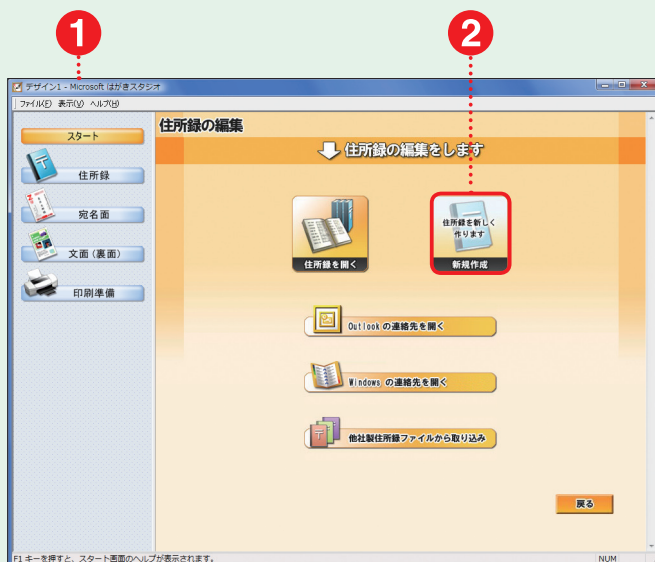 1
2
デザイン1 - Microsoft はがきスタジオ
ファイル(F) 表示(V) ヘルプ(H)
スタート
住所録
宛名面
文面(裏面)
印刷準備
住所録の編集
住所録の編集をします
住所録を開く
住所録を新しく
作ります
新規作成
Outlook の連絡先を開く
Windows の連絡先を開く
他社製住所録ファイルから取り込み
戻る
F1 キーを押すと、スタート画面のヘルプが表示されます。
NUM